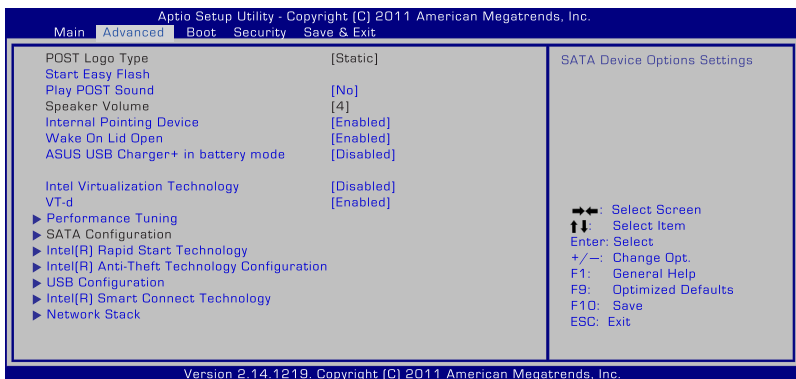 Aptio Setup Utility - Copyright (C) 2011 American Megatrends, Inc.
Main Advanced Boot Security Save & Exit
POST Logo Type [Static]
Start Easy Flash
Play POST Sound [No]
Speaker Volume [4]
Internal Pointing Device [Enabled]
Wake On Lid Open [Enabled]
ASUS USB Charger+ in battery mode [Disabled]
Intel Virtualization Technology [Disabled]
VT-d [Enabled]
Performance Tuning
SATA Configuration
Intel(R) Rapid Start Technology
Intel(R) Anti-Theft Technology Configuration
USB Configuration
Intel(R) Smart Connect Technology
Network Stack
SATA Device Options Settings
→←: Select Screen
↑↓: Select Item
Enter: Select
+/—: Change Opt.
F1: General Help
F9: Optimized Defaults
F10: Save
ESC: Exit
Version 2.14.1219. Copyright (C) 2011 American Megatrends, Inc.